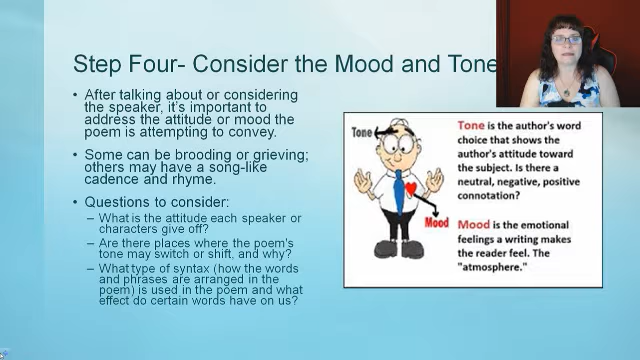 Step Four- Consider the Mood and Tone
• After talking about or considering
the speaker, it's important to
address the attitude or mood the
poem is attempting to convey.
• Some can be brooding or grieving;
others may have a song-like
cadence and rhyme.
• Questions to consider:
– What is the attitude each speaker or
characters give off?
– Are there places where the poem's
tone may switch or shift, and why?
– What type of syntax (how the words
and phrases are arranged in the
poem) is used in the poem and what
effect do certain words have on us?
Tone
Mood
Tone is the author's word
choice that shows the
author's attitude toward
the subject. Is there a
neutral, negative, positive
connotation?
Mood is the emotional
feelings a writing makes
the reader feel. The
"atmosphere."